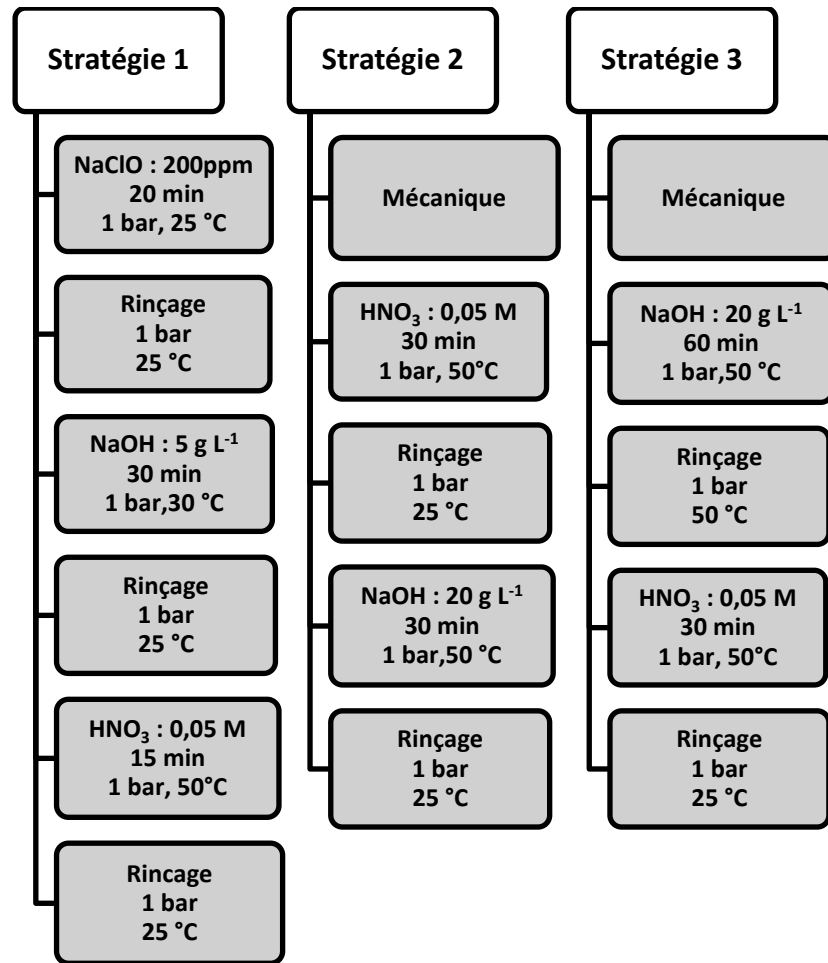 Stratégie 1
NaClO : 200ppm
20 min
1 bar, 25 °C
Rinçage
1 bar
25 °C
NaOH : 5 g L⁻¹
30 min
1 bar,30 °C
Rinçage
1 bar
25 °C
HNO₃ : 0,05 M
15 min
1 bar, 50°C
Rincage
1 bar
25 °C
Stratégie 2
Mécanique
HNO₃ : 0,05 M
30 min
1 bar, 50°C
Rinçage
1 bar
25 °C
NaOH : 20 g L⁻¹
30 min
1 bar,50 °C
Rinçage
1 bar
25 °C
Stratégie 3
Mécanique
NaOH : 20 g L⁻¹
60 min
1 bar,50 °C
Rinçage
1 bar
50 °C
HNO₃ : 0,05 M
30 min
1 bar, 50°C
Rinçage
1 bar
25 °C